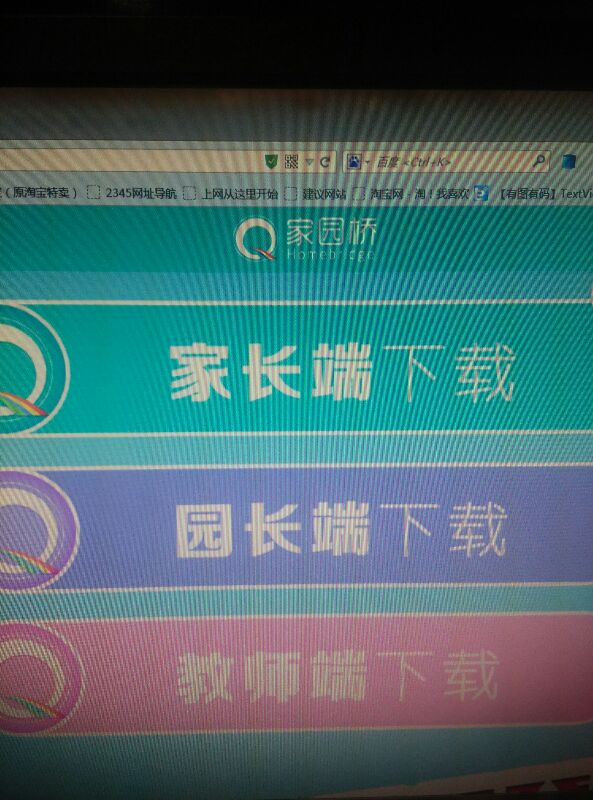 百度 <Ctrl+K>
（原淘宝特卖） 2345网址导航 上网从这里开始 建议网站 淘宝网 - 淘！我喜欢 【有图有码】TextVi
家园桥
Homebridge
家长端下载
园长端下载
教师端下载